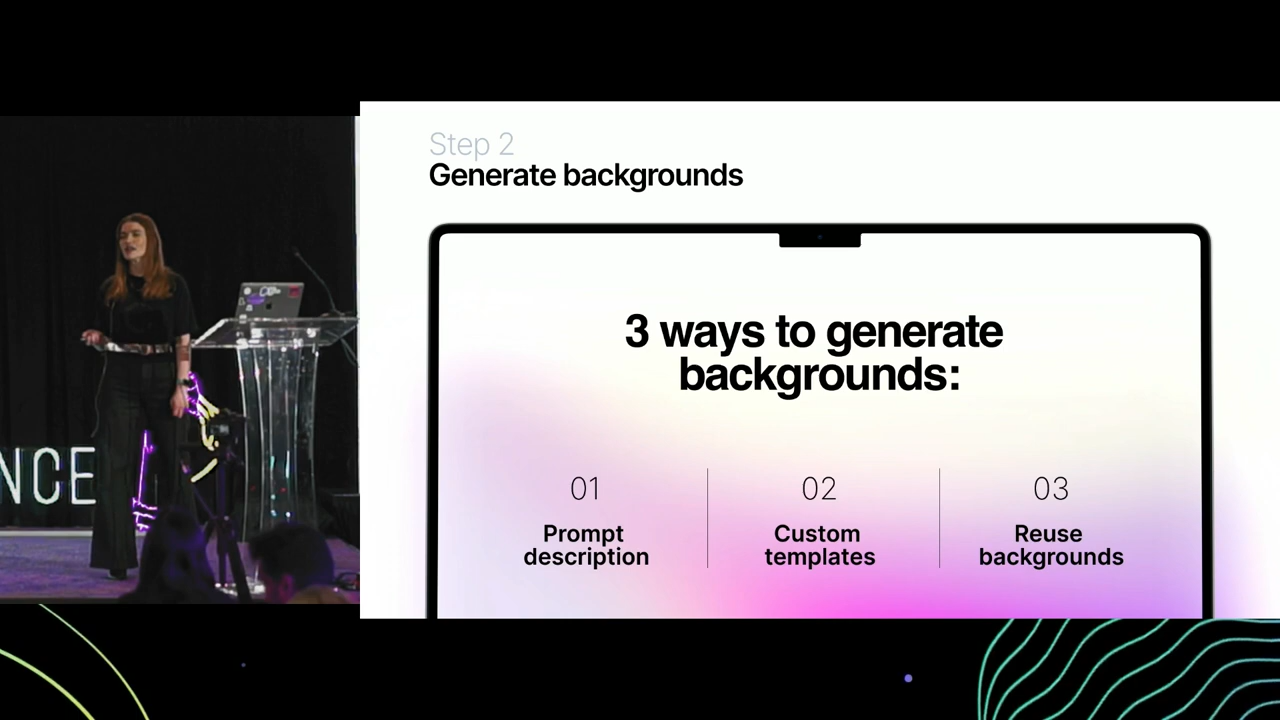 Step 2
Generate backgrounds
3 ways to generate
backgrounds:
01
Prompt
description
02
Custom
templates
03
Reuse
backgrounds
NCE